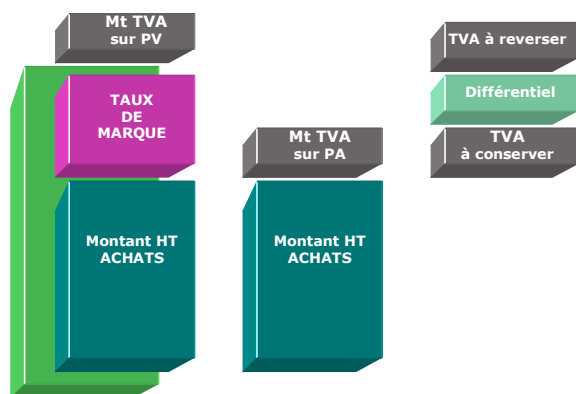 Mt TVA
sur PV
TAUX
DE
MARQUE
Montant HT
ACHATS
Mt TVA
sur PA
Montant HT
ACHATS
TVA à reverser
Différentiel
TVA
à conserver